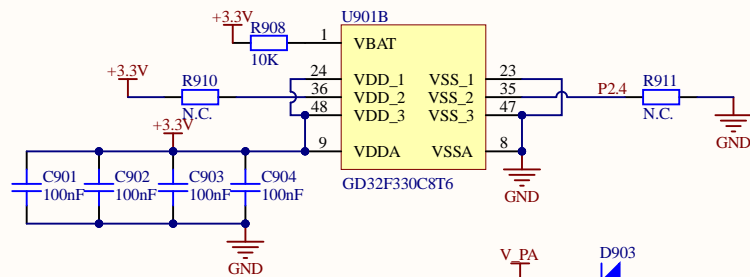 +3.3V
R908
10K
U901B
1
VBAT
+3.3V
R910
N.C.
24
36
48
9
VDD_1
VDD_2
VDD_3
VDDA
VSS_1
VSS_2
VSS_3
VSSA
23
35
47
8
P2.4
R911
N.C.
GND
+3.3V
C901
100nF
C902
100nF
C903
100nF
C904
100nF
GD32F330C8T6
GND
GND
V_PA
D903